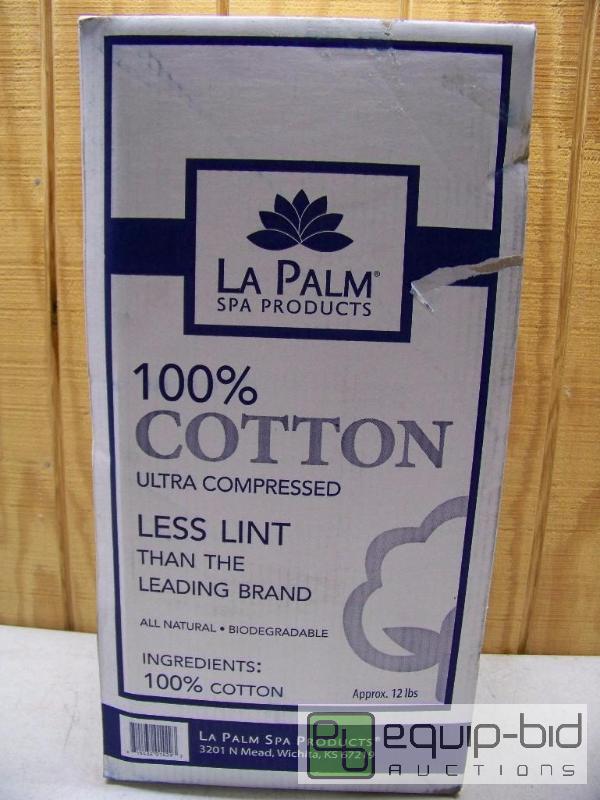 LA PALM®
SPA PRODUCTS
100%
COTTON
ULTRA COMPRESSED
LESS LINT
THAN THE
LEADING BRAND
ALL NATURAL • BIODEGRADABLE
INGREDIENTS:
100% COTTON
Approx. 12 lbs
LA PALM SPA PRODUCTS®
3201 N Mead, Wichita, KS 67219
equip-bid
AUCTIONS